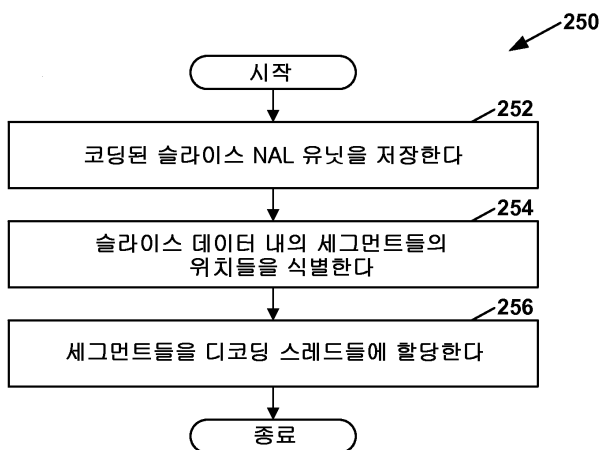 250
시작
252
코딩된 슬라이스 NAL 유닛을 저장한다
254
슬라이스 데이터 내의 세그먼트들의
위치들을 식별한다
256
세그먼트들을 디코딩 스레드들에 할당한다
종료